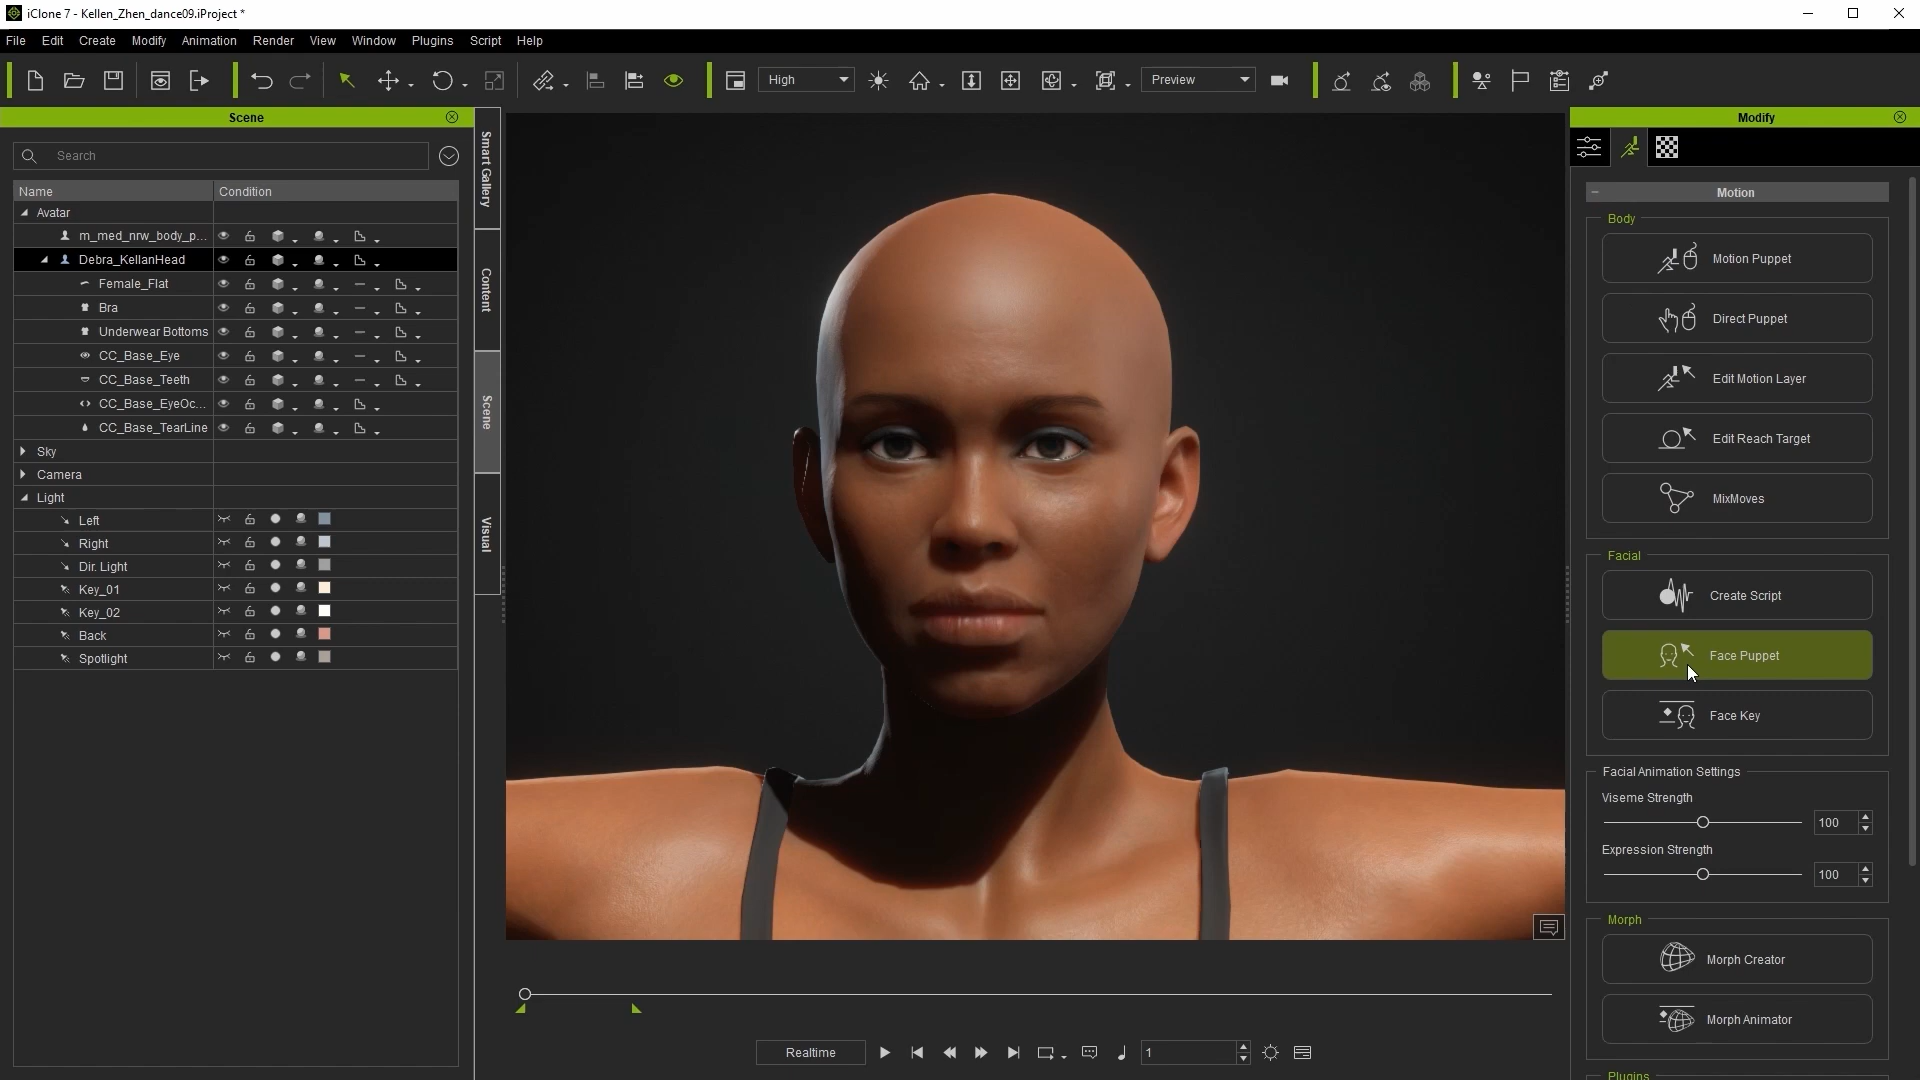 iClone 7 - Kellen_Zhen_dance09.iProject *
File Edit Create Modify Animation Render View Window Plugins Script Help
High
Preview
Scene
Search
Name Condition
Avatar
m_med_nrw_body_p...
Debra_KellanHead
Female_Flat
Bra
Underwear Bottoms
CC_Base_Eye
CC_Base_Teeth
CC_Base_EyeOc...
CC_Base_TearLine
Sky
Camera
Light
Left
Right
Dir. Light
Key_01
Key_02
Back
Spotlight
Smart Gallery
Content
Scene
Visual
Realtime
1
Modify
Motion
Body
Motion Puppet
Direct Puppet
Edit Motion Layer
Edit Reach Target
MixMoves
Facial
Create Script
Face Puppet
Face Key
Facial Animation Settings
Viseme Strength
100
Expression Strength
100
Morph
Morph Creator
Morph Animator
Plugins